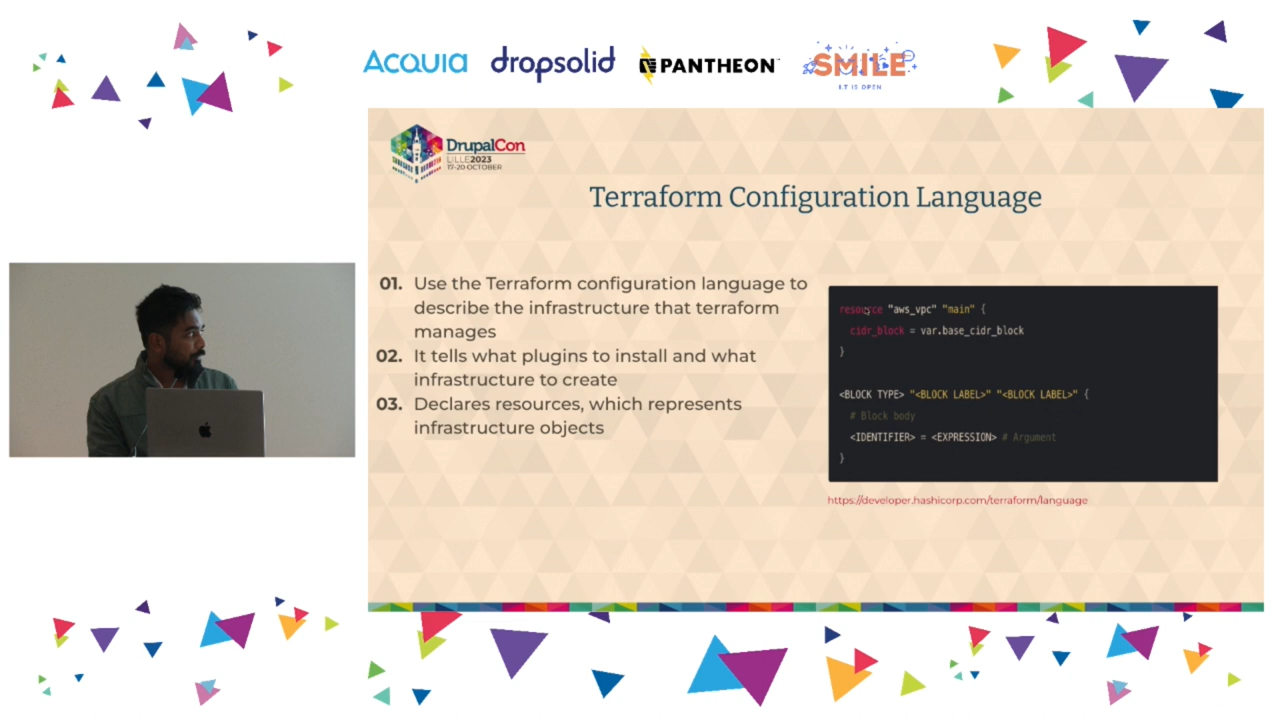 ACQUIA dropsolid PANTHEON SMILE
I.T IS OPEN
DrupalCon
LILLE2023
17-20·OCTOBER
Terraform Configuration Language
01. Use the Terraform configuration language to
describe the infrastructure that terraform
manages
02. It tells what plugins to install and what
infrastructure to create
03. Declares resources, which represents
infrastructure objects
resource "aws_vpc" "main" {
cidr_block = var.base_cidr_block
}
<BLOCK TYPE> "<BLOCK LABEL>" "<BLOCK LABEL>" {
# Block body
<IDENTIFIER> = <EXPRESSION> # Argument
}
https://developer.hashicorp.com/terraform/language